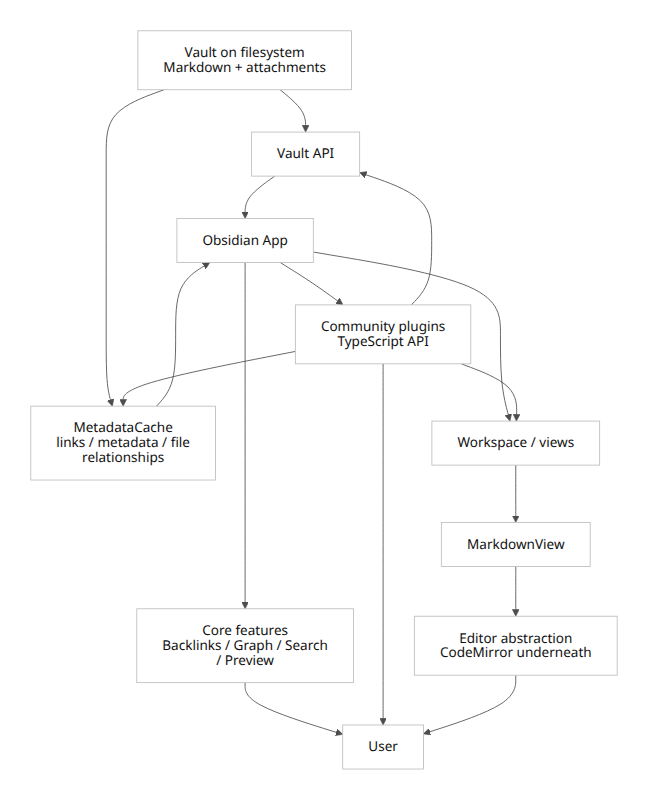 Vault on filesystem
Markdown + attachments
Vault API
Obsidian App
Community plugins
TypeScript API
MetadataCache
links / metadata / file
relationships
Workspace / views
MarkdownView
Core features
Backlinks / Graph / Search
/ Preview
Editor abstraction
CodeMirror underneath
User